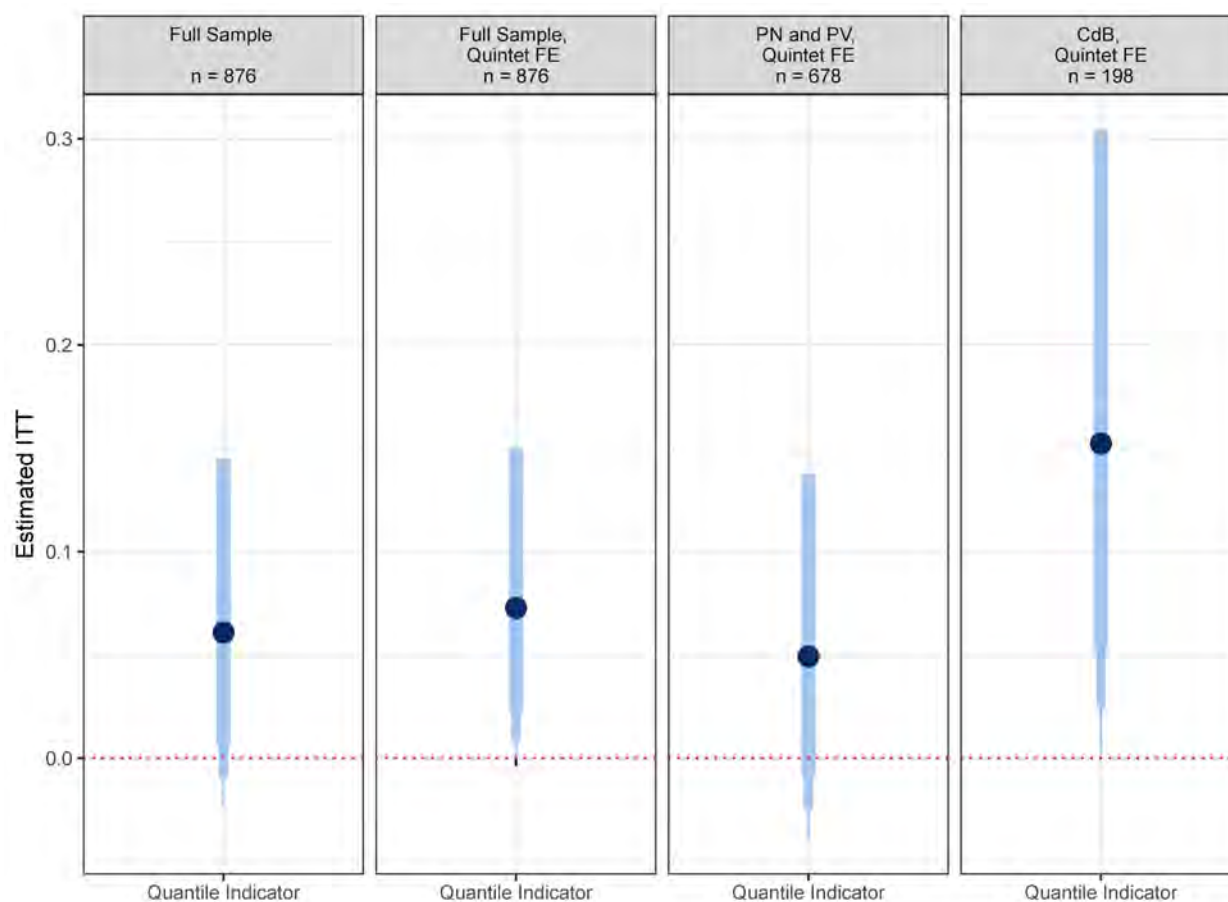 Full Sample
n = 876
Full Sample,
Quintet FE
n = 876
PN and PV,
Quintet FE
n = 678
CdB,
Quintet FE
n = 198
Estimated ITT
0.3
0.2
0.1
0.0
Quantile Indicator
Quantile Indicator
Quantile Indicator
Quantile Indicator